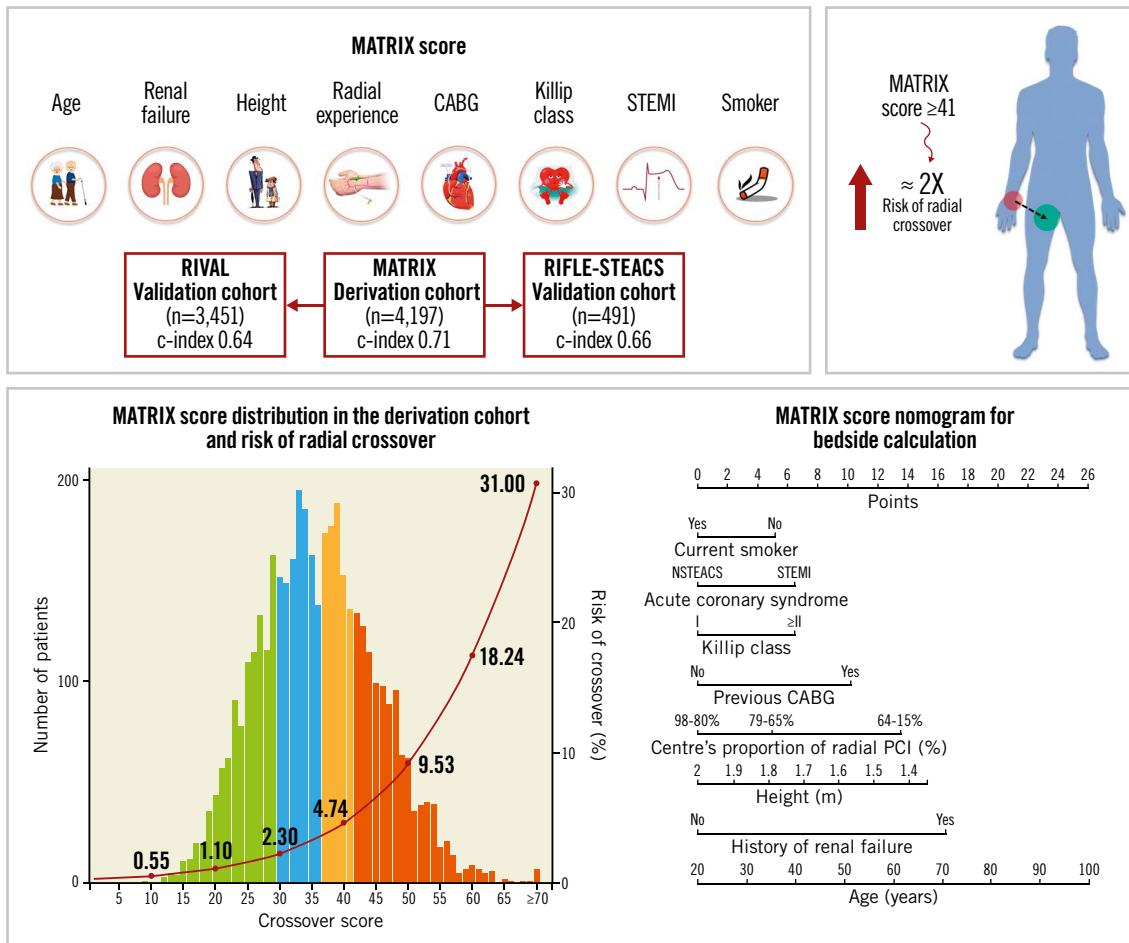 MATRIX score
Age
Renal
failure
Height
Radial
experience
CABG
Killip
class
STEMI
Smoker
RIVAL
Validation cohort
(n=3,451)
c-index 0.64
MATRIX
Derivation cohort
(n=4,197)
c-index 0.71
RIFLE-STEACS
Validation cohort
(n=491)
c-index 0.66
MATRIX
score ≥41
≈ 2X
Risk of radial
crossover
MATRIX score distribution in the derivation cohort
and risk of radial crossover
Number of patients
200
100
0
0.55
1.10
2.30
4.74
9.53
18.24
31.00
30
20
10
0
Risk of crossover (%)
5 10 15 20 25 30 35 40 45 50 55 60 65 ≥70
Crossover score
MATRIX score nomogram for
bedside calculation
0 2 4 6 8 10 12 14 16 18 20 22 24 26
Points
Yes No
Current smoker
NSTEACS STEMI
Acute coronary syndrome
I ≥II
Killip class
No Yes
Previous CABG
98-80% 79-65% 64-15%
Centre's proportion of radial PCI (%)
2 1.9 1.8 1.7 1.6 1.5 1.4
Height (m)
No Yes
History of renal failure
20 30 40 50 60 70 80 90 100
Age (years)